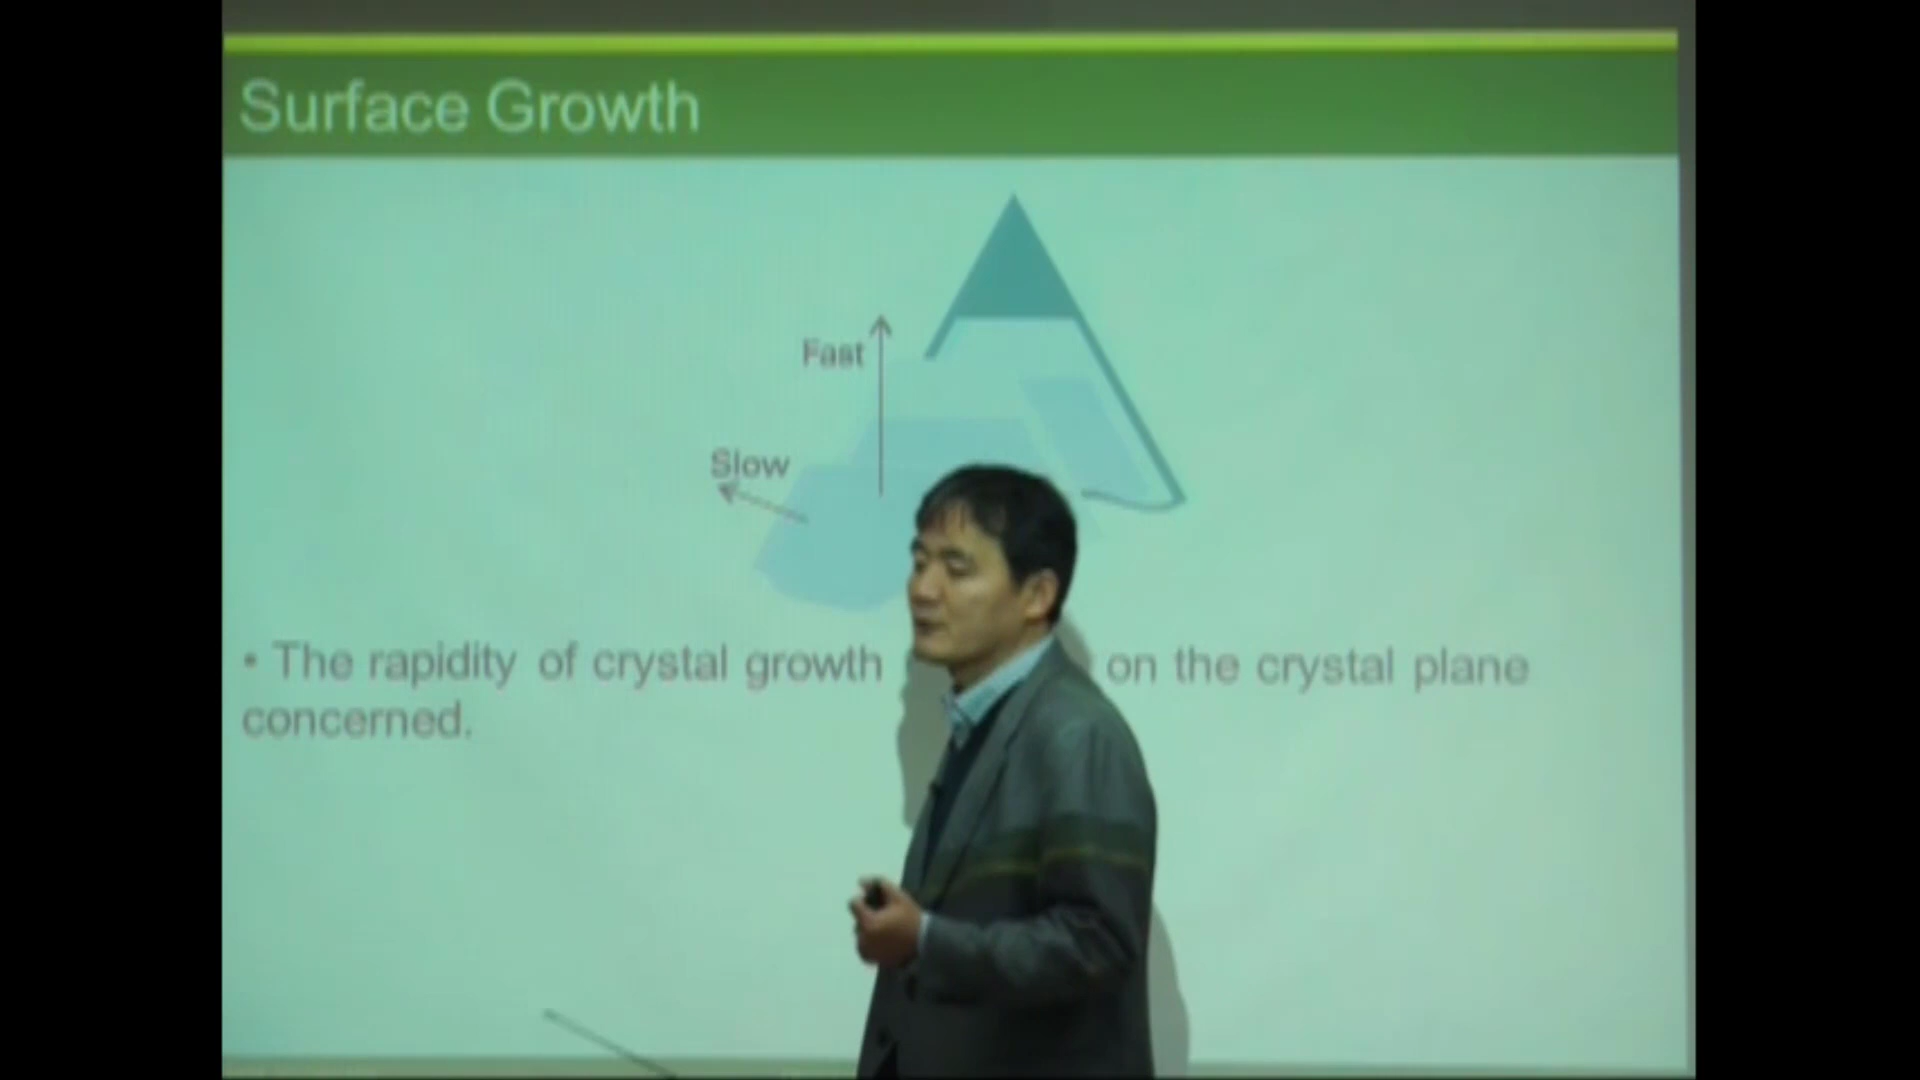 Surface Growth
Fast
Slow
• The rapidity of crystal growth on the crystal plane
concerned.